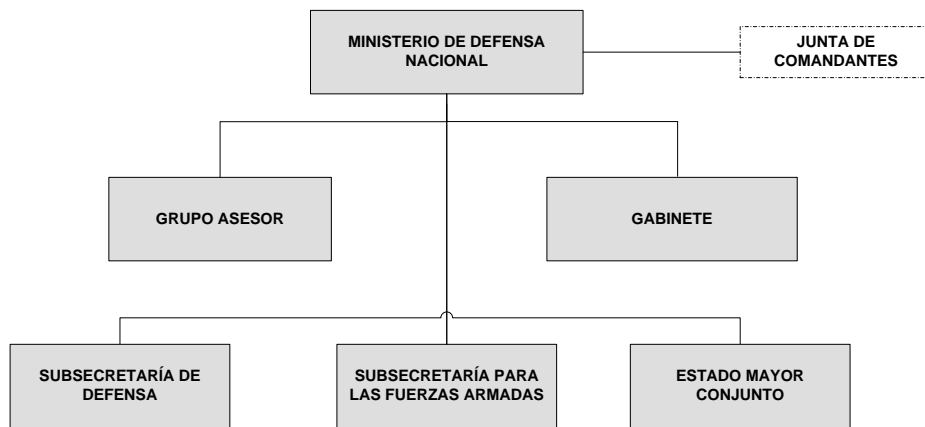 MINISTERIO DE DEFENSA
NACIONAL
JUNTA DE
COMANDANTES
GRUPO ASESOR
GABINETE
SUBSECRETARÍA DE
DEFENSA
SUBSECRETARÍA PARA
LAS FUERZAS ARMADAS
ESTADO MAYOR
CONJUNTO